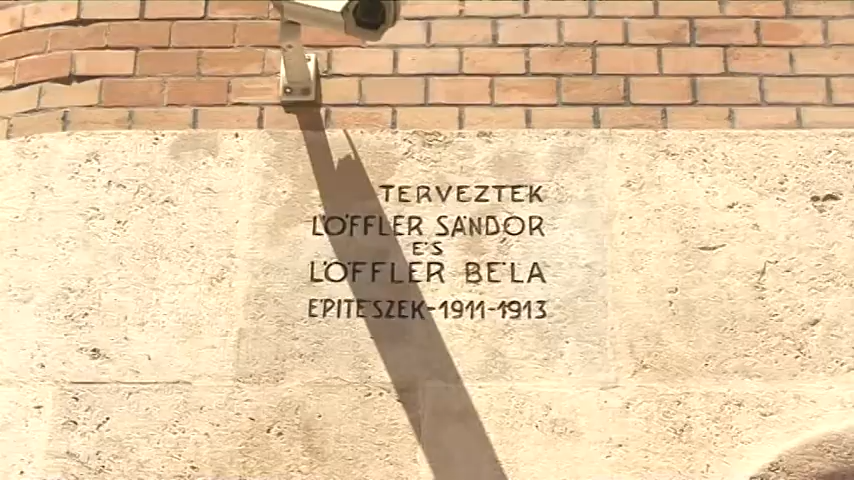 TERVEZTEK
LÖFFLER SÁNDOR
ÉS
LÖFFLER BÉLA
ÉPITÉSZEK-1911-1913